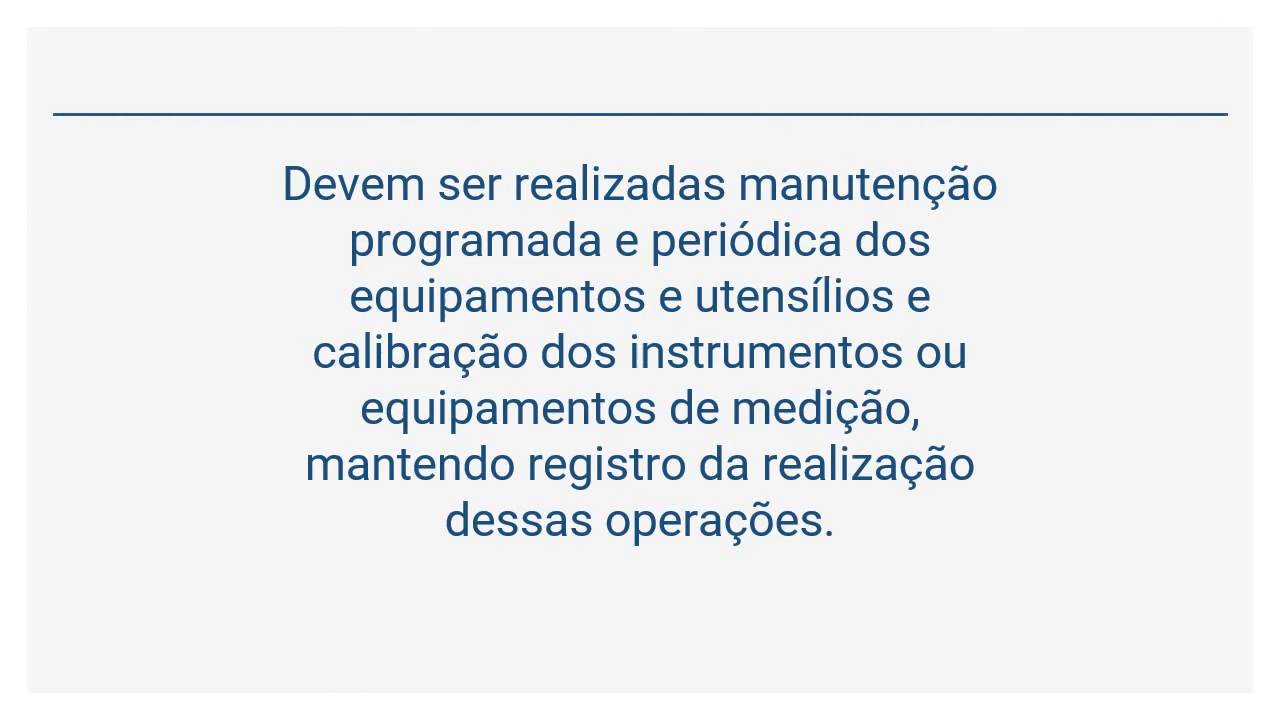 Devem ser realizadas manutenção
programada e periódica dos
equipamentos e utensílios e
calibração dos instrumentos ou
equipamentos de medição,
mantendo registro da realização
dessas operações.